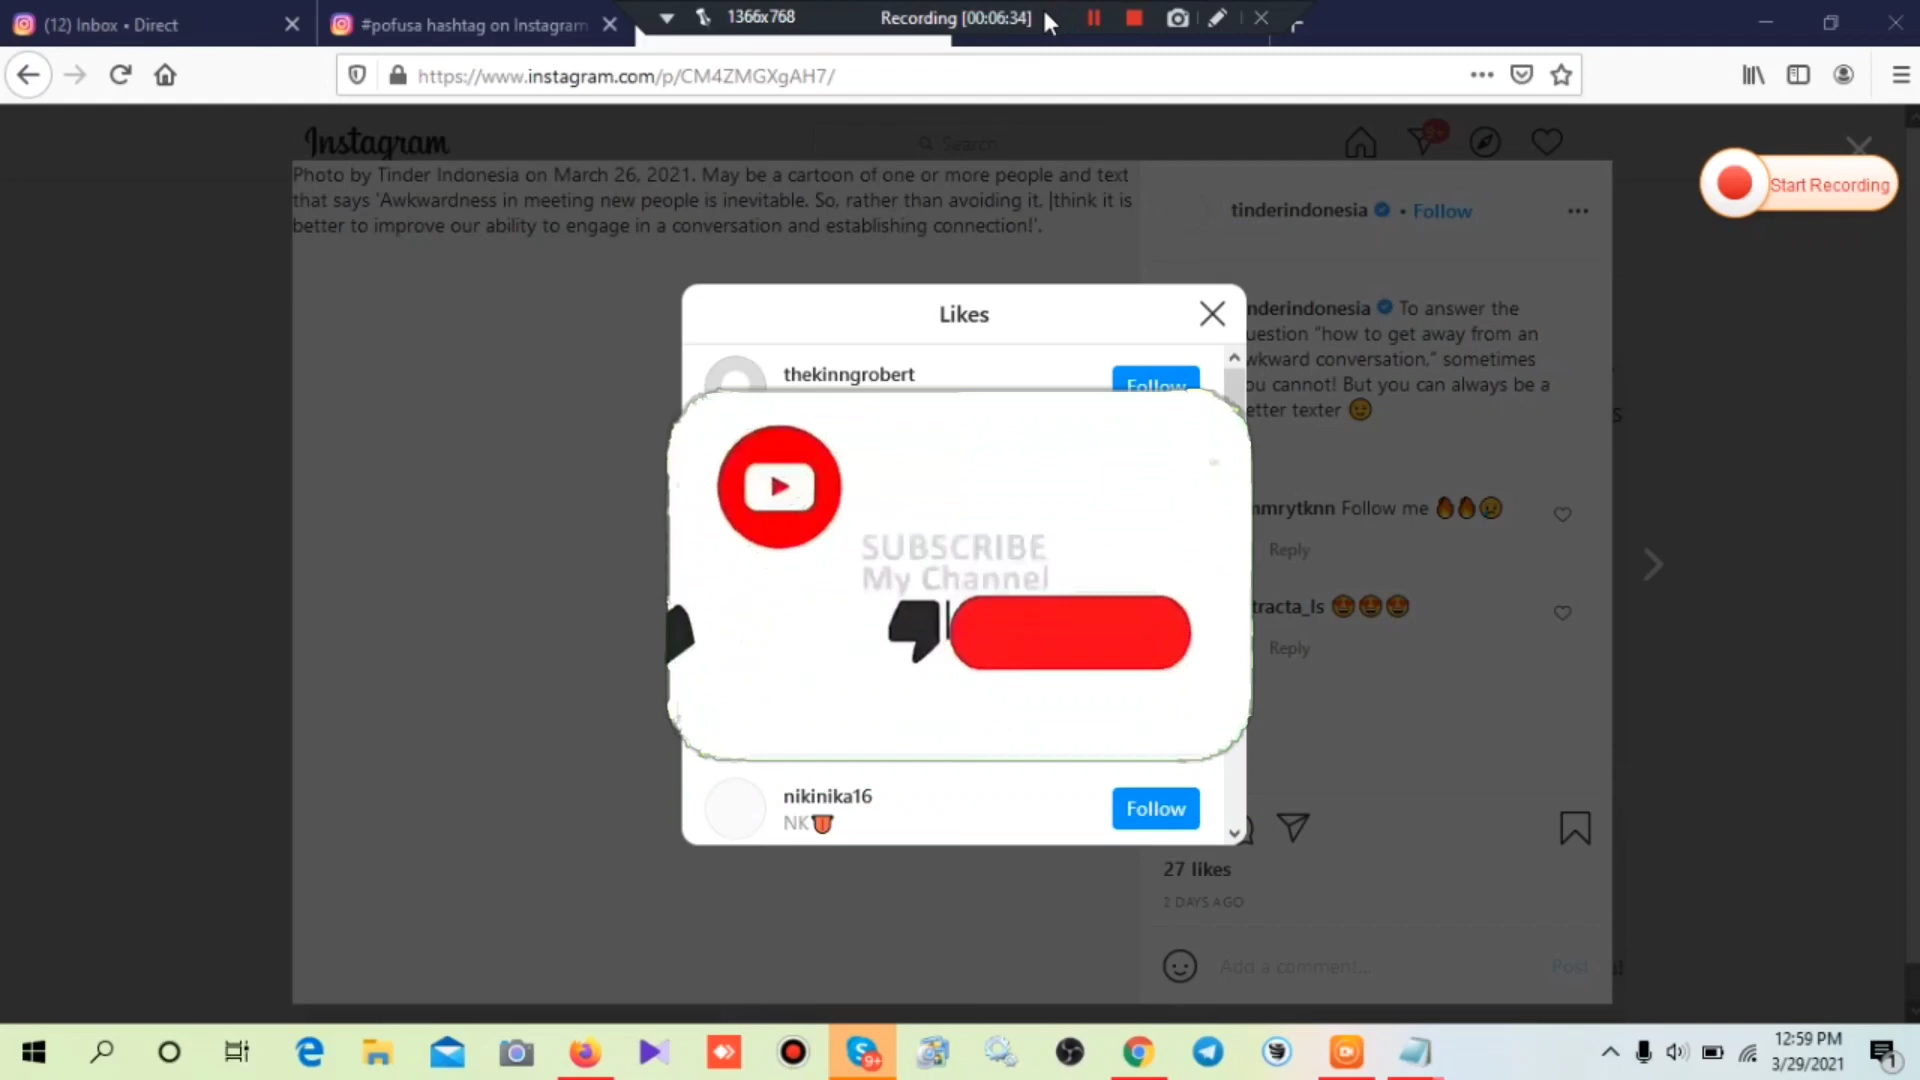 (12) Inbox • Direct
#pofusa hashtag on Instagram
1366x768
Recording [00:06:34]
https://www.instagram.com/p/CM4ZMGXgAH7/
Instagram
Search
9+
Start Recording
Photo by Tinder Indonesia on March 26, 2021. May be a cartoon of one or more people and text
that says 'Awkwardness in meeting new people is inevitable. So, rather than avoiding it, |think it is
better to improve our ability to engage in a conversation and establishing connection!'.
tinderindonesia • Follow
Likes
thekinngrobert
Follow
nderindonesia To answer the
uestion "how to get away from an
wkward conversation," sometimes
ou cannot! But you can always be a
etter texter 😉
SUBSCRIBE
My Channel
mrytknn Follow me 🔥🔥😢
Reply
tracta_ls 😍😍😍
Reply
nikinika16
NK👅
Follow
27 likes
2 DAYS AGO
Add a comment...
Post
9+
12:59 PM
3/29/2021
1